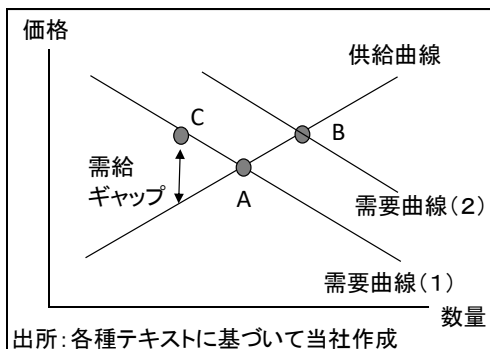 価格
供給曲線
C
B
需給
ギャップ
A
需要曲線(2)
需要曲線(1)
数量
出所:各種テキストに基づいて当社作成